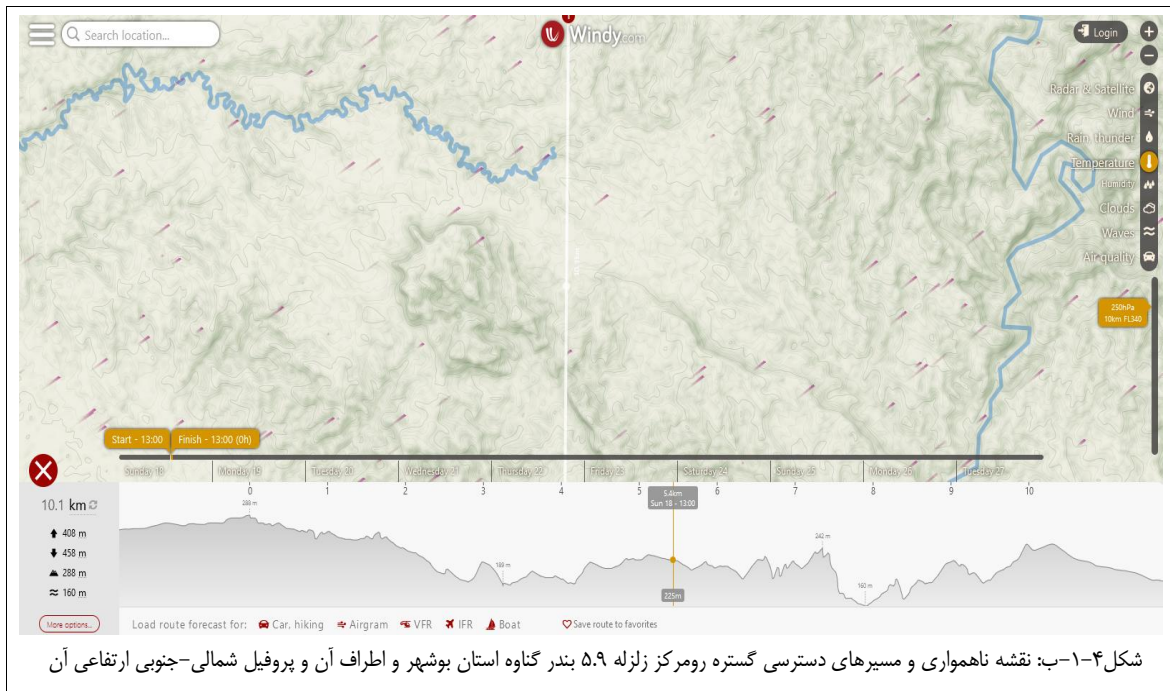 Search location...
Windy.com
Login
Radar & Satellite
Wind
Rain, thunder
Temperature
Humidity
Clouds
Waves
Air quality
250hPa
10km FL340
Start - 13:00 Finish - 13:00 (0h)
Sunday 18 Monday 19 Tuesday 20 Wednesday 21 Thursday 22 Friday 23 Saturday 24 Sunday 25 Monday 26 Tuesday 27
0 1 2 3 4 5 6 7 8 9 10
10.1 km
5.4km
Sun 18 - 13:00
288 m
242 m
189 m
160 m
225m
408 m
458 m
288 m
160 m
More options...
Load route forecast for: Car, hiking Airgram VFR IFR Boat Save route to favorites
شکل۴-۱-ب: نقشه ناهمواری و مسیرهای دسترسی گستره رومرکز زلزله ۵.۹ بندر گناوه استان بوشهر و اطراف آن و پروفیل شمالی-جنوبی ارتفاعی آن